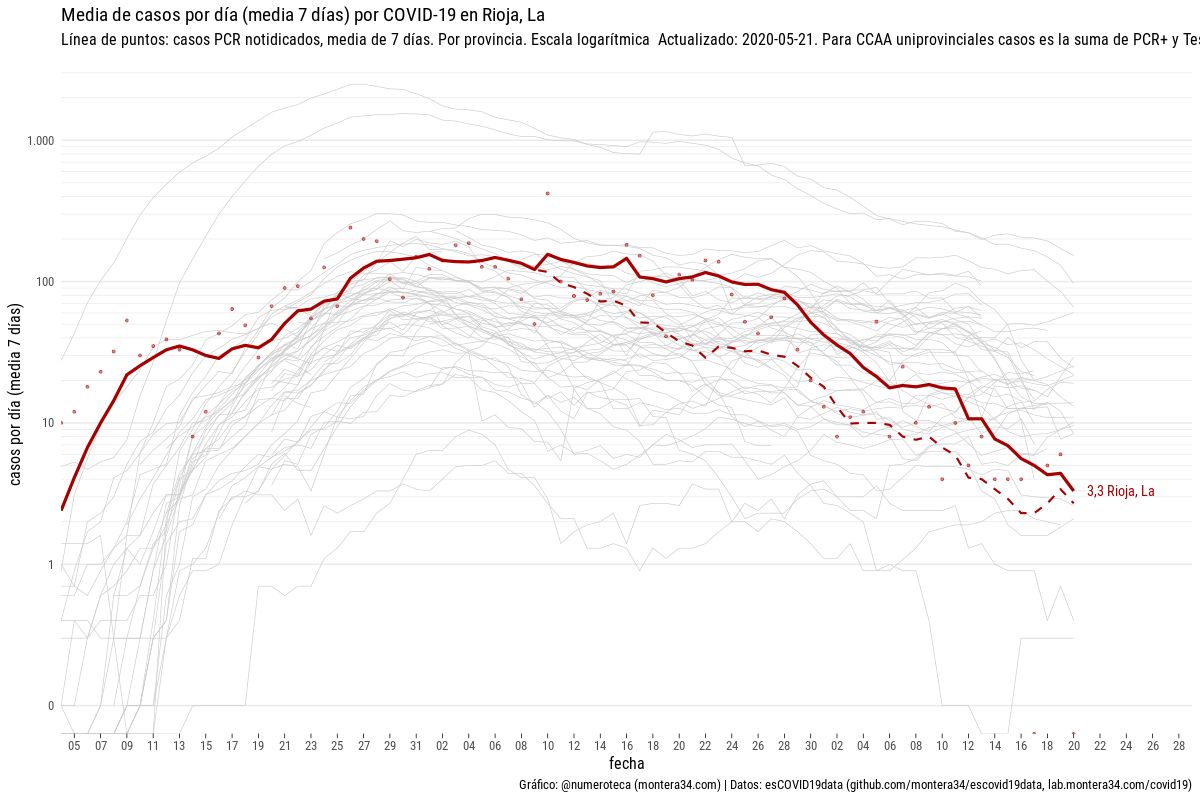 Media de casos por día (media 7 días) por COVID-19 en Rioja, La
Línea de puntos: casos PCR notidicados, media de 7 días. Por provincia. Escala logarítmica  Actualizado: 2020-05-21. Para CCAA uniprovinciales casos es la suma de PCR+ y Tes
casos por día (media 7 días)
1.000
100
10
1
0
3,3 Rioja, La
05 07 09 11 13 15 17 19 21 23 25 27 29 31 02 04 06 08 10 12 14 16 18 20 22 24 26 28 30 02 04 06 08 10 12 14 16 18 20 22 24 26 28
fecha
Gráfico: @numeroteca (montera34.com) | Datos: esCOVID19data (github.com/montera34/escovid19data, lab.montera34.com/covid19)